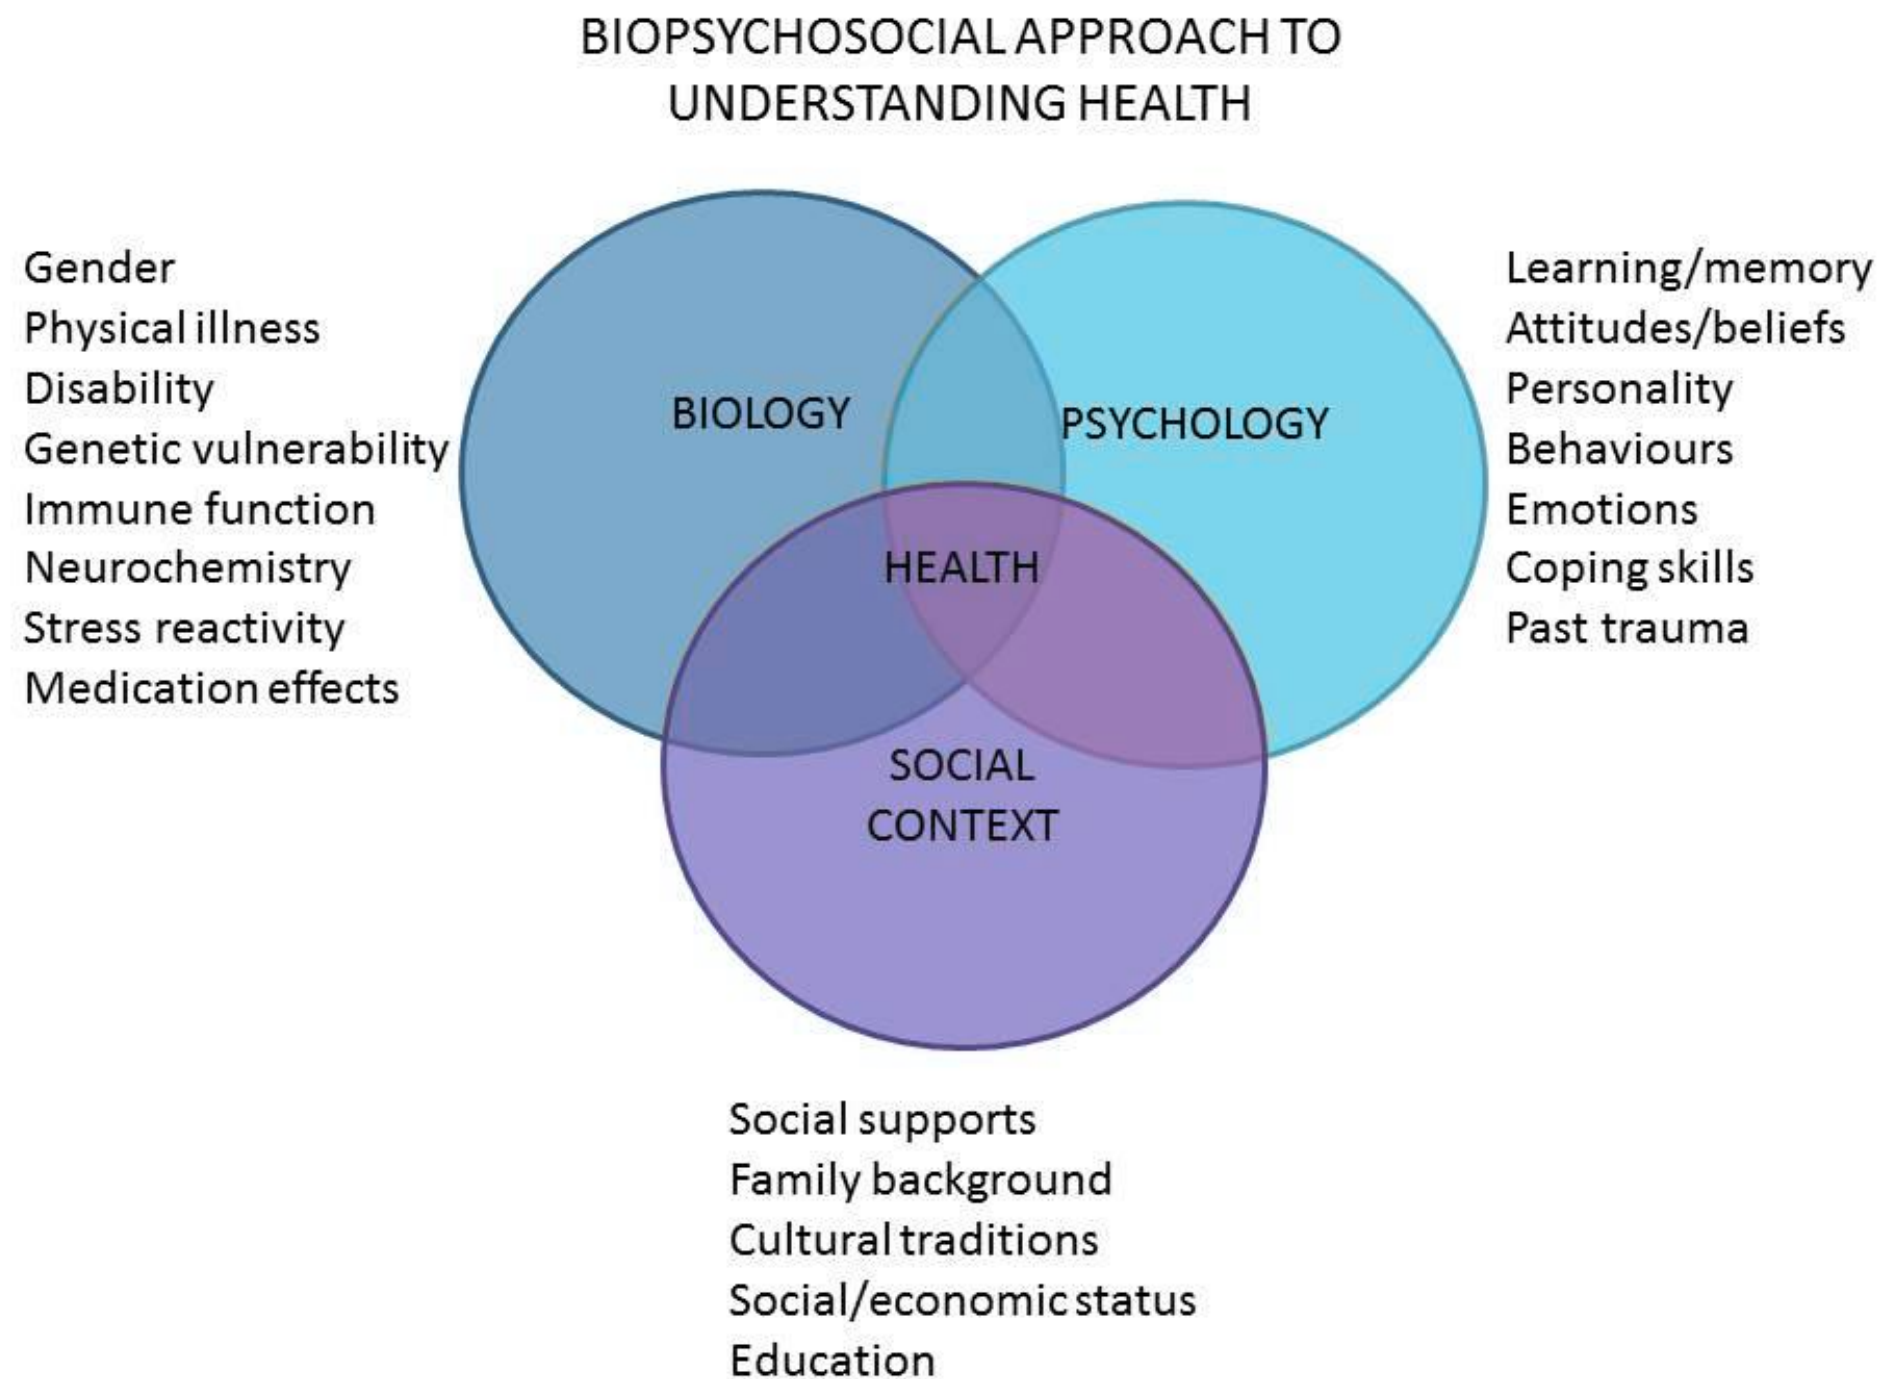 BIOPSYCHOSOCIAL APPROACH TO
UNDERSTANDING HEALTH
Gender
Physical illness
Disability
Genetic vulnerability
Immune function
Neurochemistry
Stress reactivity
Medication effects
BIOLOGY
PSYCHOLOGY
HEALTH
SOCIAL
CONTEXT
Learning/memory
Attitudes/beliefs
Personality
Behaviours
Emotions
Coping skills
Past trauma
Social supports
Family background
Cultural traditions
Social/economic status
Education